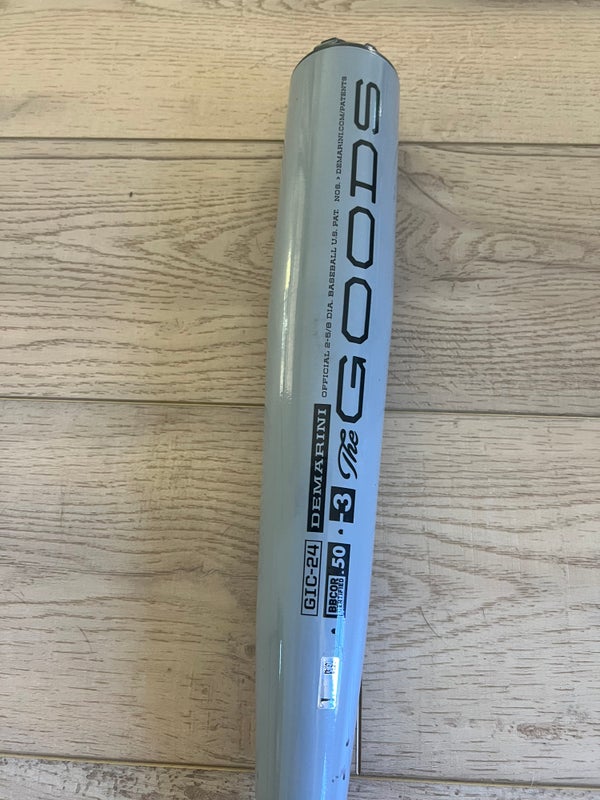 OFFICIAL 2-5/8 DIA. BASEBALL U.S. PAT. NOS. > DEMARINI.COM/PATENTS
DEMARINI
The GOODS
GIC-24
-3
BBCOR .50
CERTIFIED